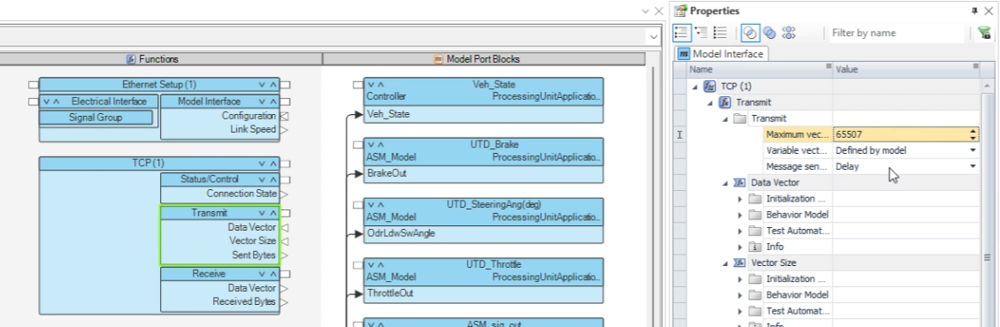 Functions
Model Port Blocks
Ethernet Setup (1)
Electrical Interface
Model Interface
Signal Group
Configuration
Link Speed
TCP (1)
Status/Control
Connection State
Transmit
Data Vector
Vector Size
Sent Bytes
Receive
Data Vector
Received Bytes
Veh_State
Controller
ProcessingUnitApplicatio...
Veh_State
UTD_Brake
ASM_Model
ProcessingUnitApplicatio...
BrakeOut
UTD_SteeringAng(deg)
ASM_Model
ProcessingUnitApplicatio...
OdrLdwSwAngle
UTD_Throttle
ASM_Model
ProcessingUnitApplicatio...
ThrottleOut
ASM_sig_out
Properties
Filter by name
Model Interface
Name Value
TCP (1)
Transmit
Transmit
Maximum vec... 65507
Variable vect... Defined by model
Message sen... Delay
Data Vector
Initialization ...
Behavior Model
Test Automat...
Info
Vector Size
Initialization ...
Behavior Model
Test Automat...
Info